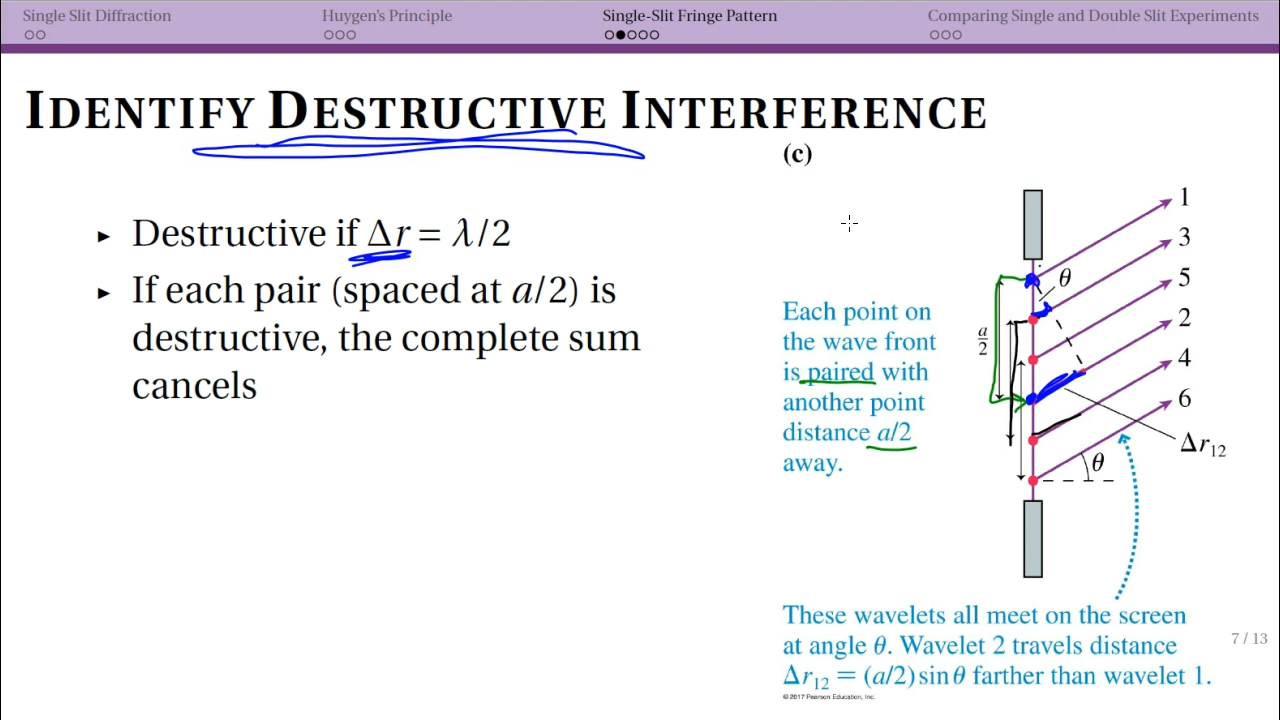 Single Slit Diffraction
Huygen's Principle
Single-Slit Fringe Pattern
Comparing Single and Double Slit Experiments
IDENTIFY DESTRUCTIVE INTERFERENCE
(c)
► Destructive if Δr = λ/2
► If each pair (spaced at a/2) is
destructive, the complete sum
cancels
1
3
θ
5
Each point on
the wave front
is paired with
another point
distance a/2
away.
a/2
2
4
6
Δr₁₂
θ
These wavelets all meet on the screen
at angle θ. Wavelet 2 travels distance
Δr₁₂ = (a/2) sin θ farther than wavelet 1.
© 2017 Pearson Education, Inc.
7 / 13